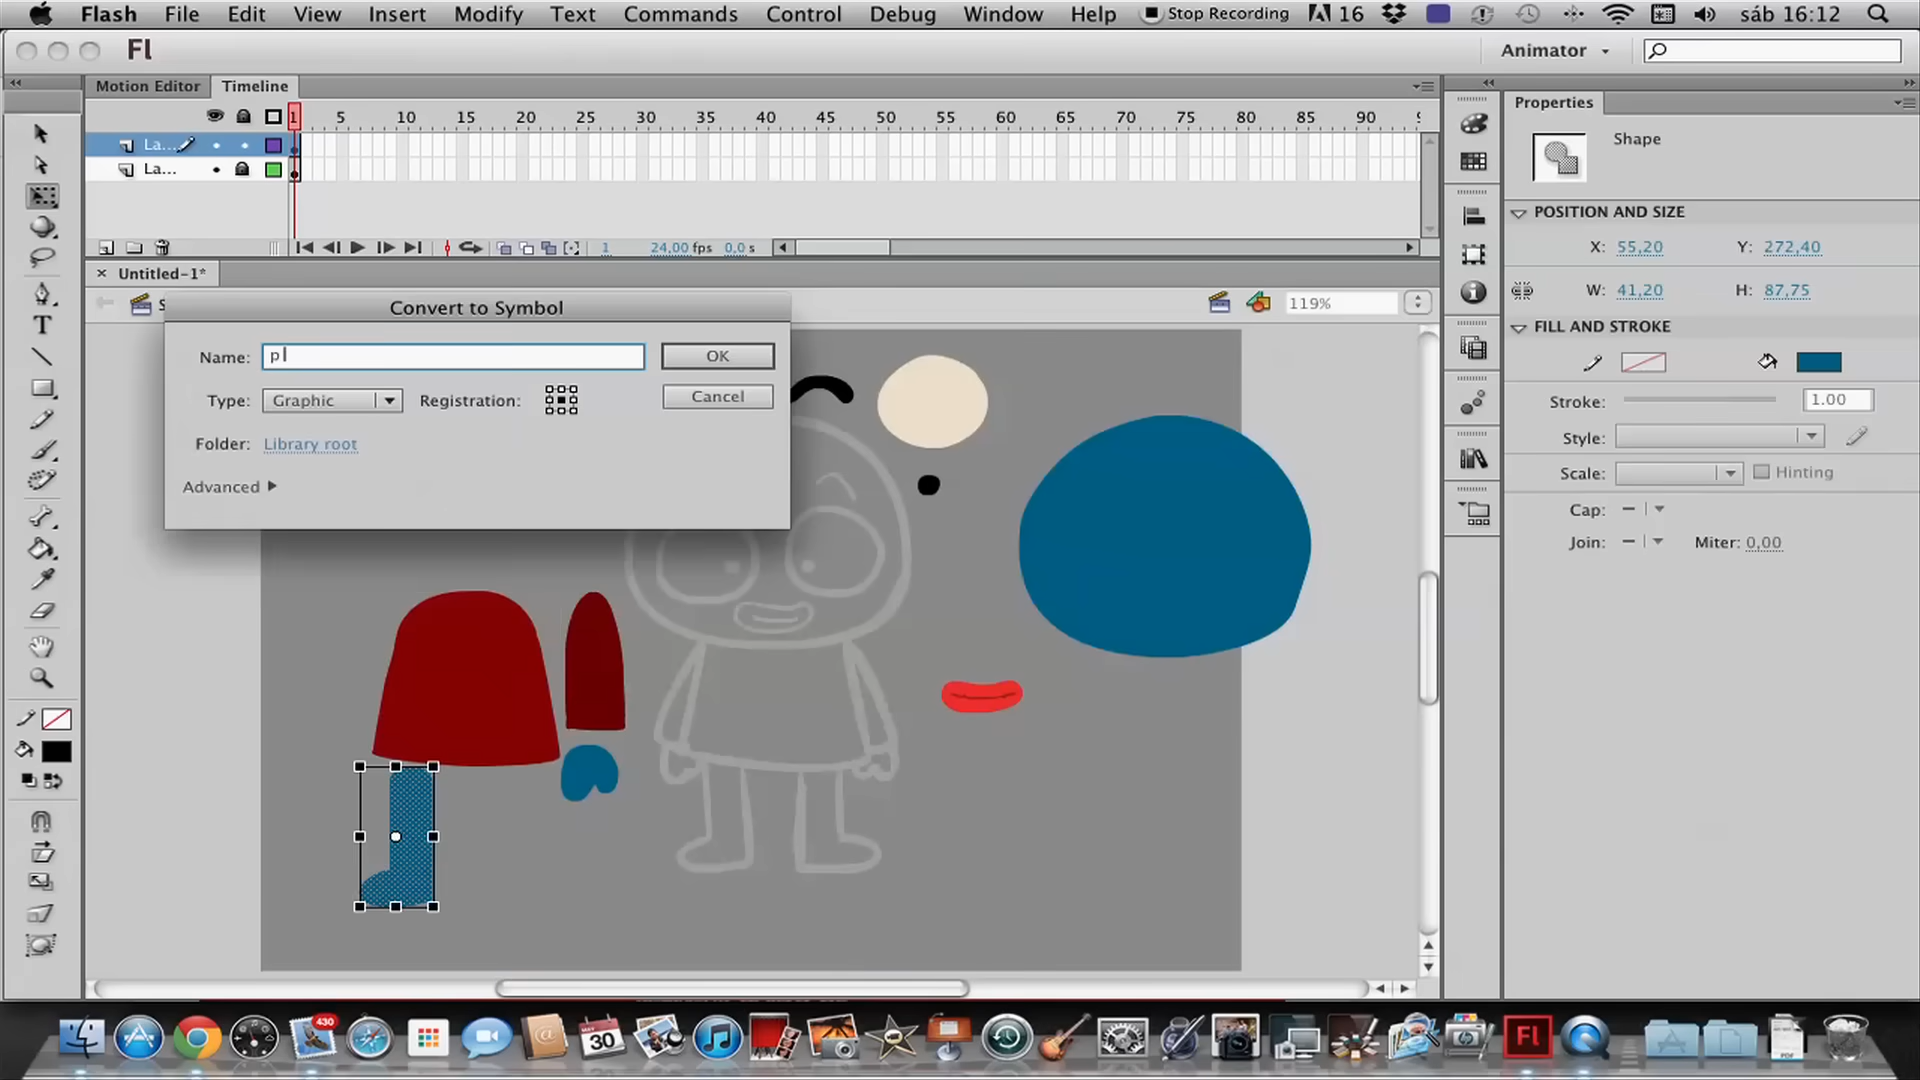 Flash File Edit View Insert Modify Text Commands Control Debug Window Help Stop Recording 16 sáb 16:12
Fl Animator
Motion Editor Timeline
1 5 10 15 20 25 30 35 40 45 50 55 60 65 70 75 80 85 90
La...
La...
1 24,00 fps 0,0 s
Untitled-1*
119%
Convert to Symbol
Name: p
OK
Type: Graphic Registration:
Cancel
Folder: Library root
Advanced
Properties
Shape
POSITION AND SIZE
X: 55,20 Y: 272,40
W: 41,20 H: 87,75
FILL AND STROKE
Stroke: 1.00
Style:
Scale: Hinting
Cap:
Join: Miter: 0,00
430
30
Fl
PDF